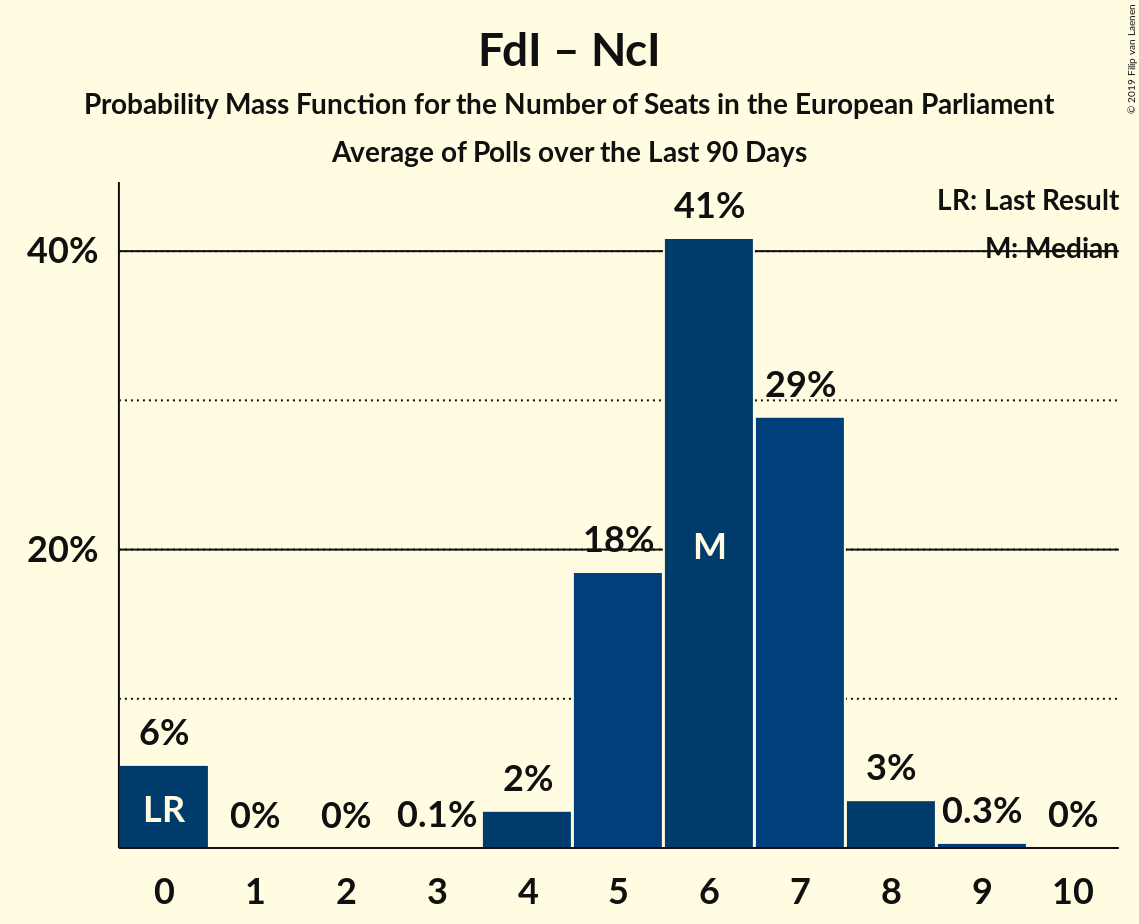 FdI – NcI
Probability Mass Function for the Number of Seats in the European Parliament
Average of Polls over the Last 90 Days
© 2019 Filip van Laenen
LR: Last Result
M: Median
40%
20%
6%
0%
0%
0.1%
2%
18%
41%
29%
3%
0.3%
0%
LR
M
0 1 2 3 4 5 6 7 8 9 10